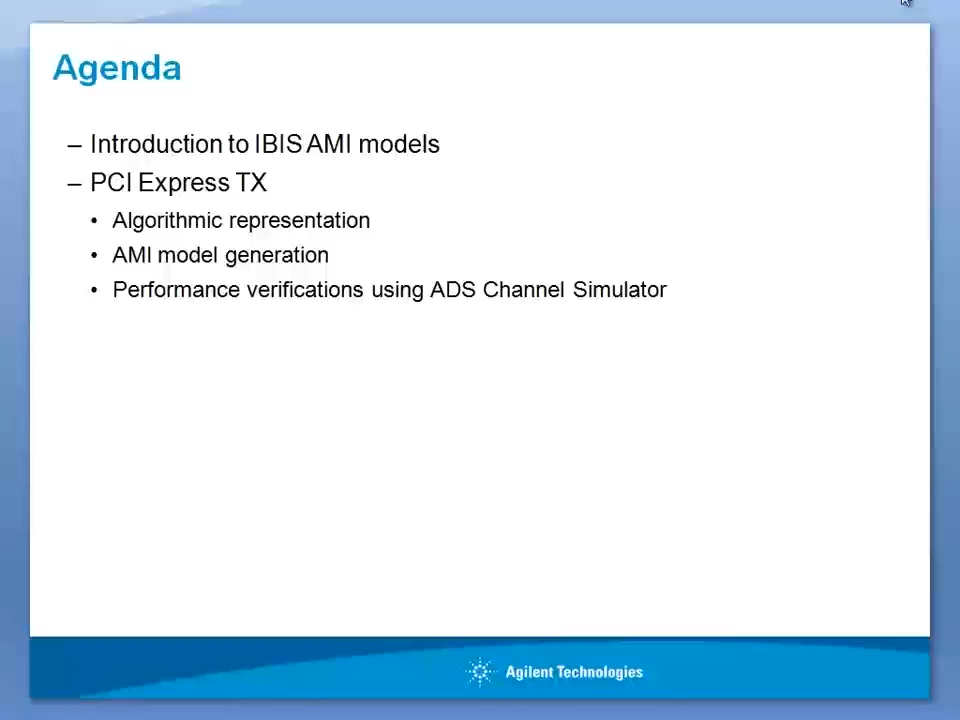 Agenda
– Introduction to IBIS AMI models
– PCI Express TX
• Algorithmic representation
• AMI model generation
• Performance verifications using ADS Channel Simulator
Agilent Technologies